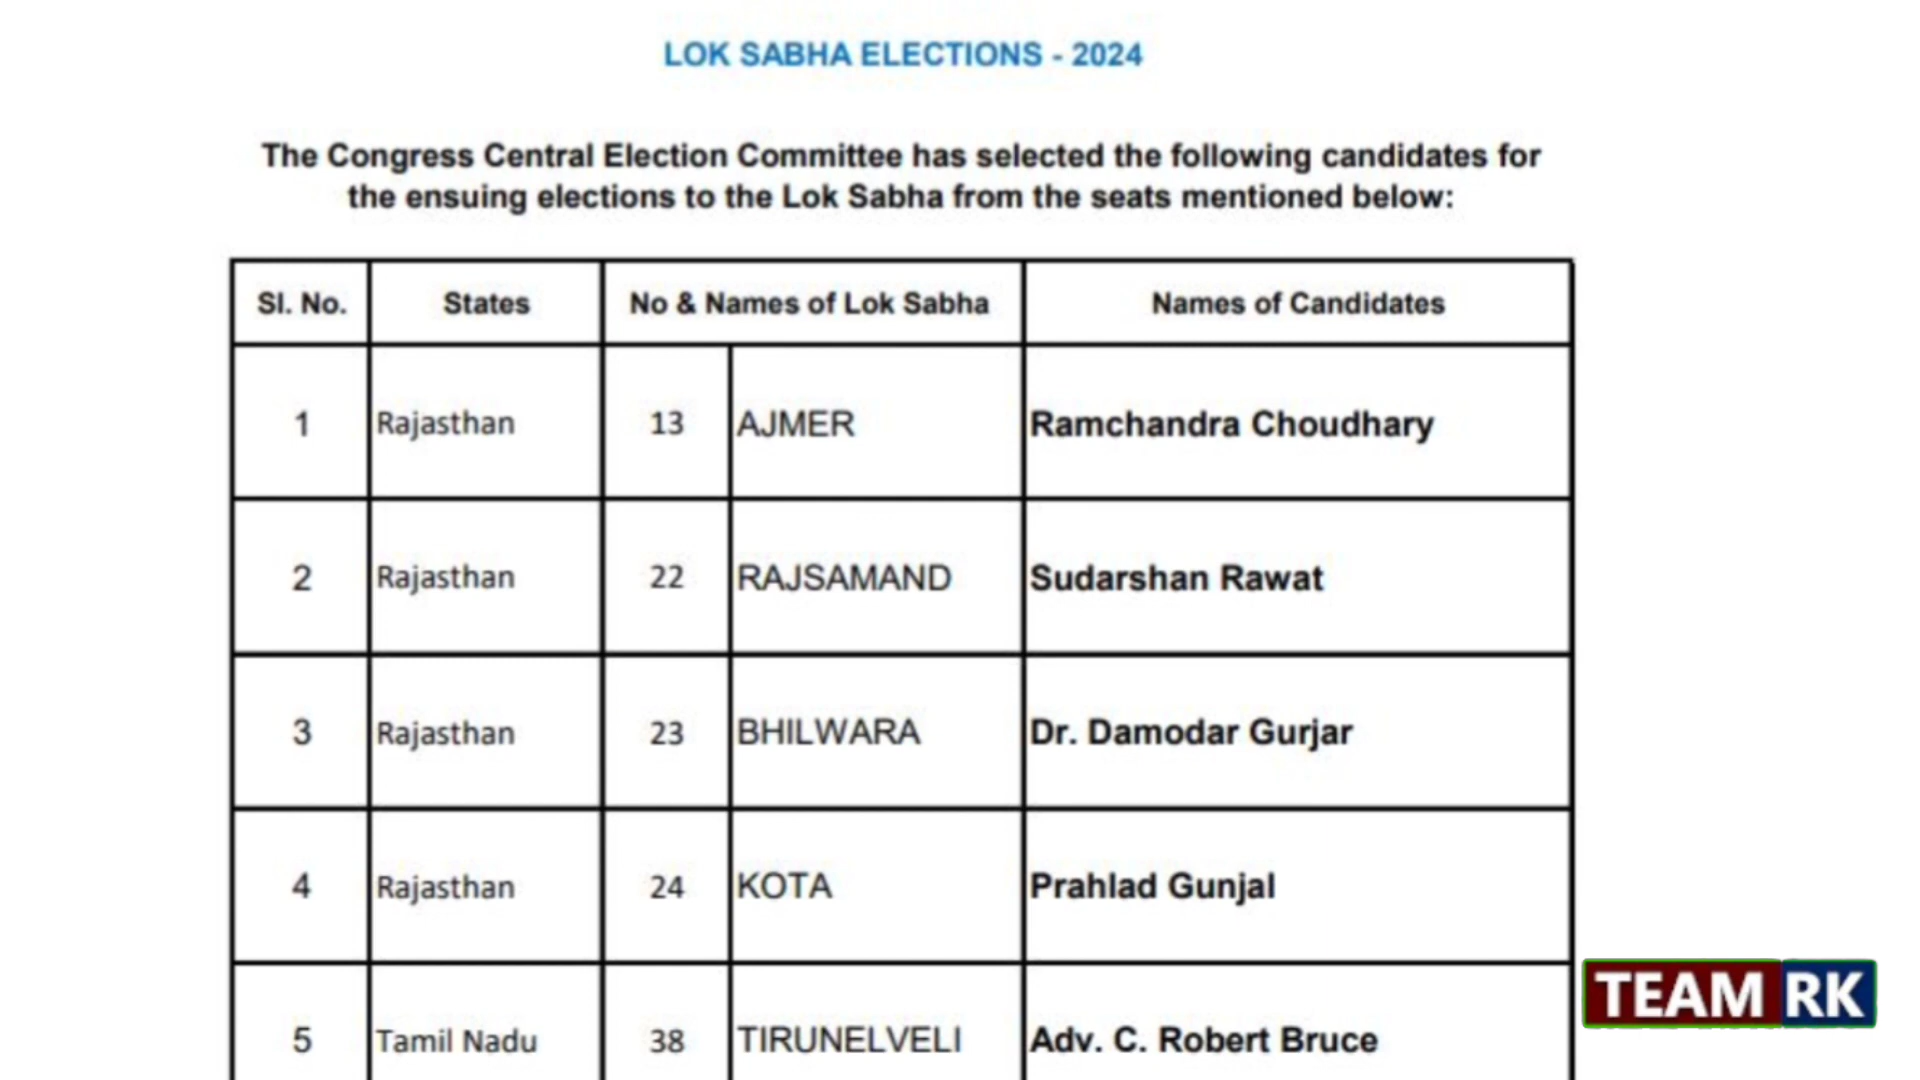 LOK SABHA ELECTIONS - 2024
The Congress Central Election Committee has selected the following candidates for
the ensuing elections to the Lok Sabha from the seats mentioned below:
Sl. No. States No & Names of Lok Sabha Names of Candidates
1 Rajasthan 13 AJMER Ramchandra Choudhary
2 Rajasthan 22 RAJSAMAND Sudarshan Rawat
3 Rajasthan 23 BHILWARA Dr. Damodar Gurjar
4 Rajasthan 24 KOTA Prahlad Gunjal
5 Tamil Nadu 38 TIRUNELVELI Adv. C. Robert Bruce
TEAM RK